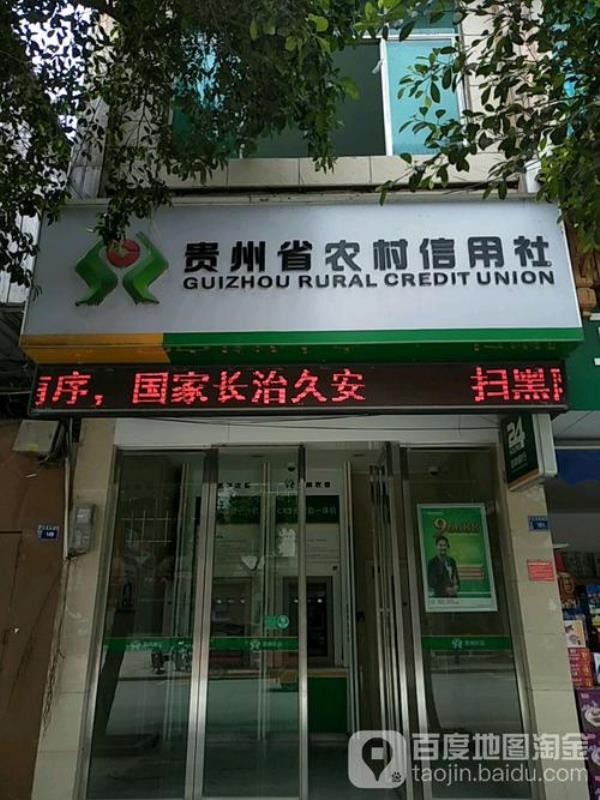 贵州省农村信用社
GUIZHOU RURAL CREDIT UNION
序，国家长治久安 扫黑
24
百度地图淘金
taojin.baidu.com